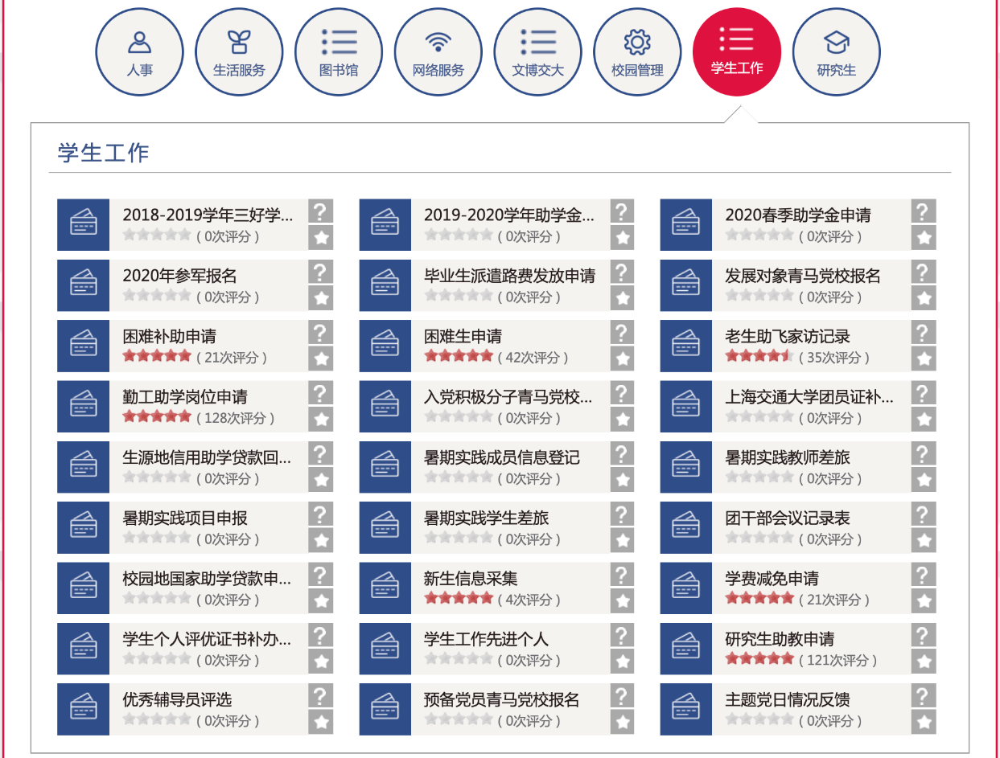 人事
生活服务
图书馆
网络服务
文博交大
校园管理
学生工作
研究生
学生工作
2018-2019学年三好学...
(0次评分)
2019-2020学年助学金...
(0次评分)
2020春季助学金申请
(0次评分)
2020年参军报名
(0次评分)
毕业生派遣路费发放申请
(0次评分)
发展对象青马党校报名
(0次评分)
困难补助申请
(21次评分)
困难生申请
(42次评分)
老生助飞家访记录
(35次评分)
勤工助学岗位申请
(128次评分)
入党积极分子青马党校...
(0次评分)
上海交通大学团员证补...
(0次评分)
生源地信用助学贷款回...
(0次评分)
暑期实践成员信息登记
(0次评分)
暑期实践教师差旅
(0次评分)
暑期实践项目申报
(0次评分)
暑期实践学生差旅
(0次评分)
团干部会议记录表
(0次评分)
校园地国家助学贷款申...
(0次评分)
新生信息采集
(4次评分)
学费减免申请
(21次评分)
学生个人评优证书补办...
(0次评分)
学生工作先进个人
(0次评分)
研究生助教申请
(121次评分)
优秀辅导员评选
(0次评分)
预备党员青马党校报名
(0次评分)
主题党日情况反馈
(0次评分)